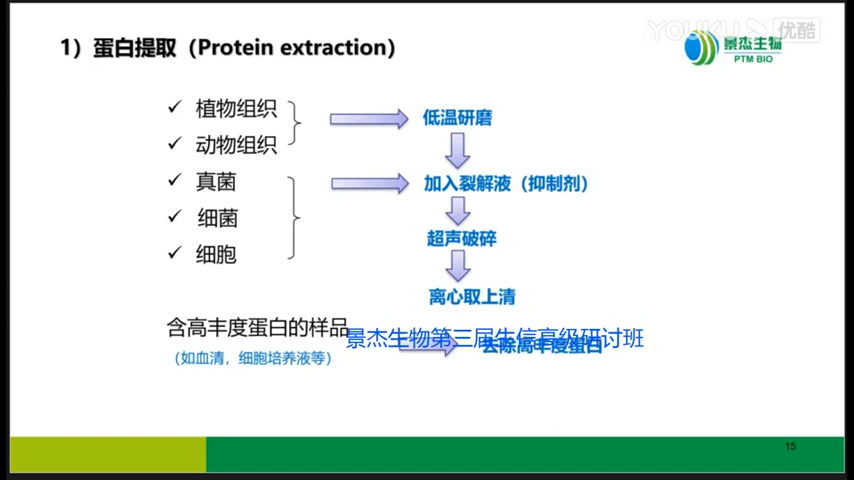 YOUKU 优酷
1）蛋白提取（Protein extraction）
景杰生物
PTM BIO
植物组织
动物组织
真菌
细菌
细胞
低温研磨
加入裂解液（抑制剂）
超声破碎
离心取上清
含高丰度蛋白的样品
（如血清，细胞培养液等）
景杰生物第三届生信高级研讨班
去除高丰度蛋白
15